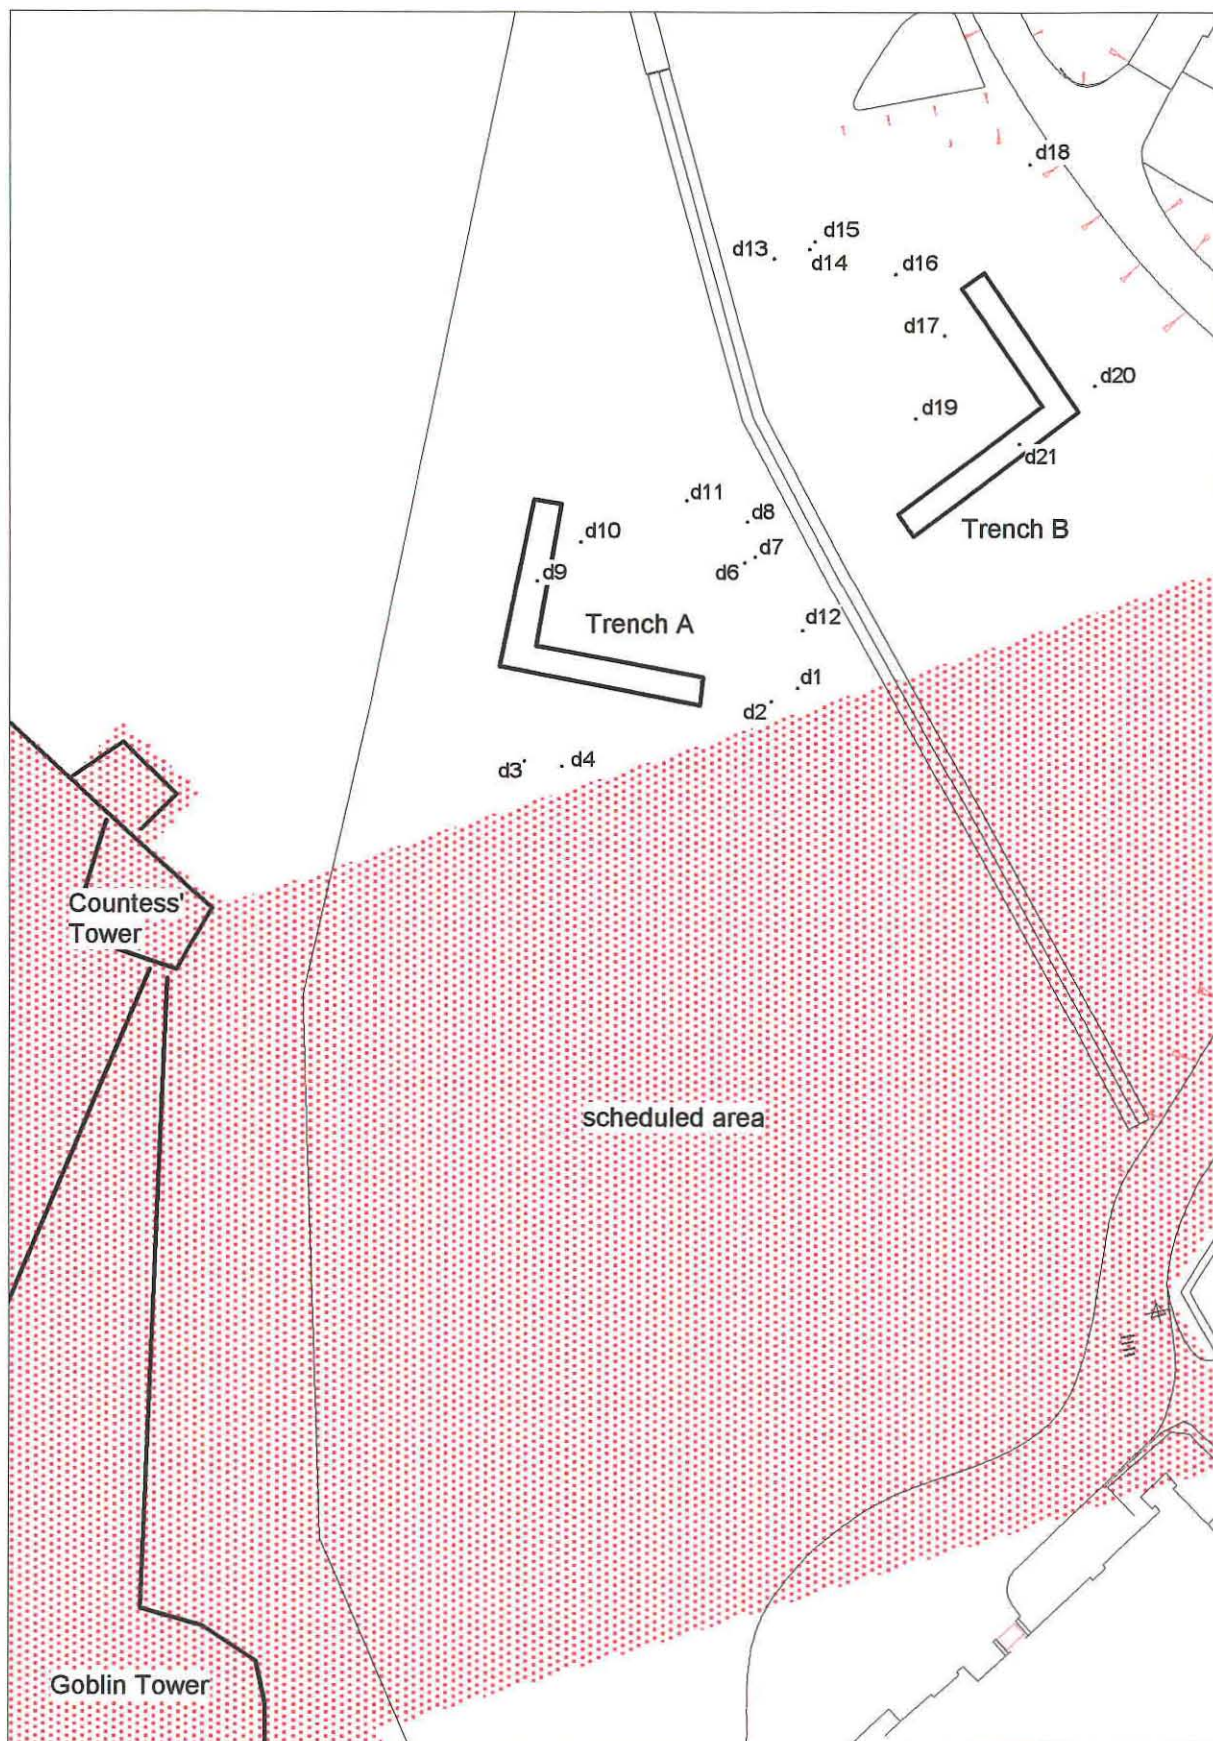 d18
d15
d13
d14
d16
d17
d20
d19
d21
d11
d8
Trench B
d10
d7
d6
d9
d12
Trench A
d1
d2
d4
d3
Countess'
Tower
scheduled area
Goblin Tower